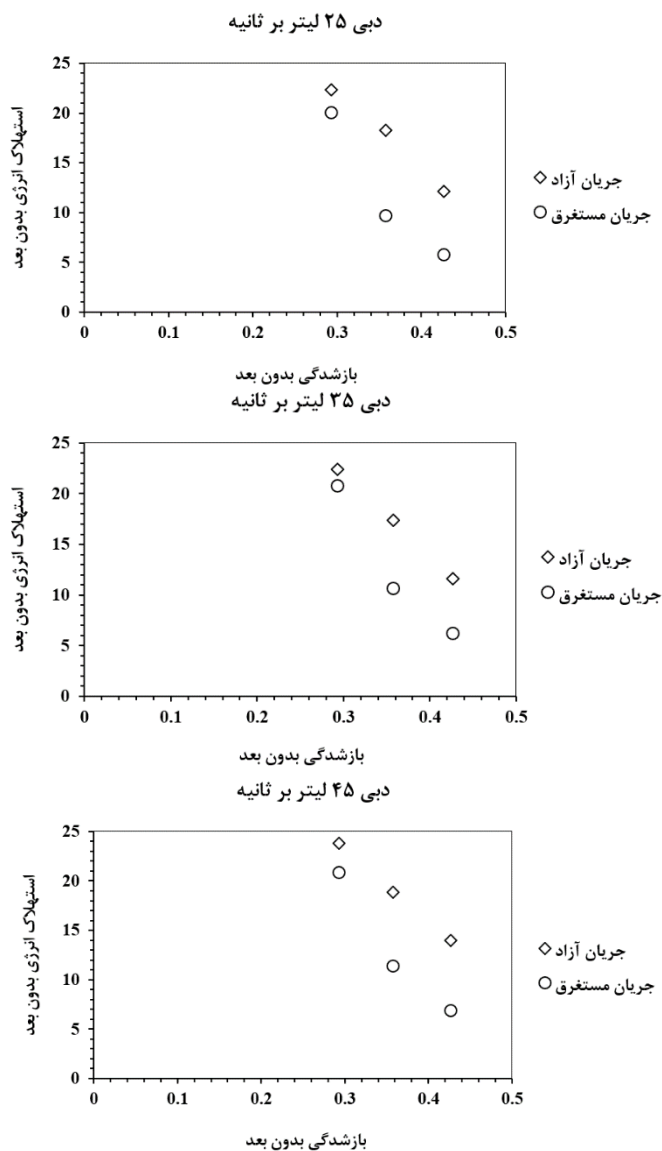 دبی ۲۵ لیتر بر ثانیه
استهلاک انرژی بدون بعد
25
20
15
10
5
0
0 0.1 0.2 0.3 0.4 0.5
جریان آزاد
جریان مستغرق
بازشدگی بدون بعد
دبی ۳۵ لیتر بر ثانیه
استهلاک انرژی بدون بعد
25
20
15
10
5
0
0 0.1 0.2 0.3 0.4 0.5
جریان آزاد
جریان مستغرق
بازشدگی بدون بعد
دبی ۴۵ لیتر بر ثانیه
استهلاک انرژی بدون بعد
25
20
15
10
5
0
0 0.1 0.2 0.3 0.4 0.5
جریان آزاد
جریان مستغرق
بازشدگی بدون بعد